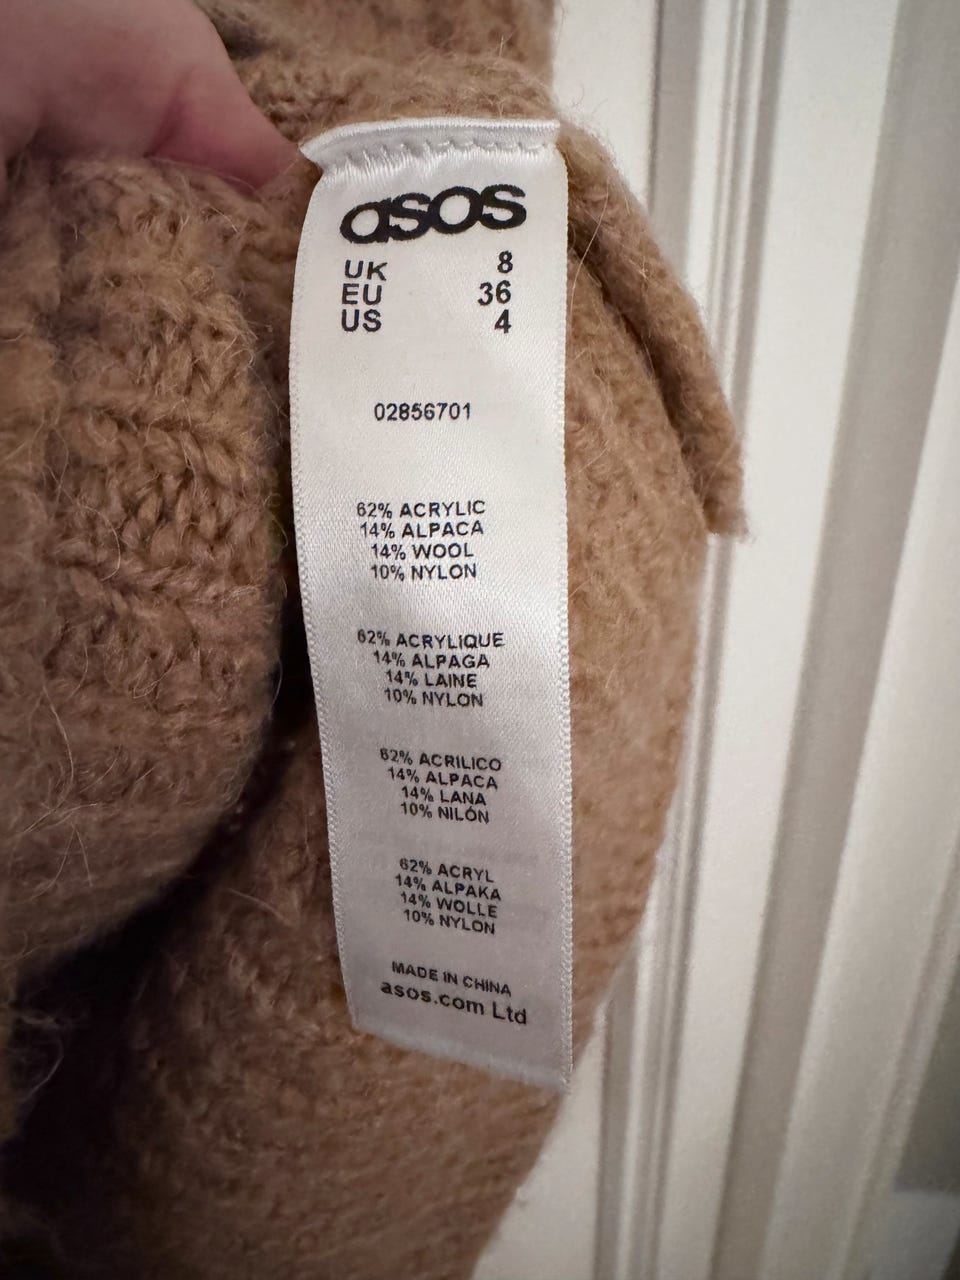 asos
UK 8
EU 36
US 4
02856701
62% ACRYLIC
14% ALPACA
14% WOOL
10% NYLON
62% ACRYLIQUE
14% ALPAGA
14% LAINE
10% NYLON
62% ACRILICO
14% ALPACA
14% LANA
10% NILÓN
62% ACRYL
14% ALPAKA
14% WOLLE
10% NYLON
MADE IN CHINA
asos.com Ltd